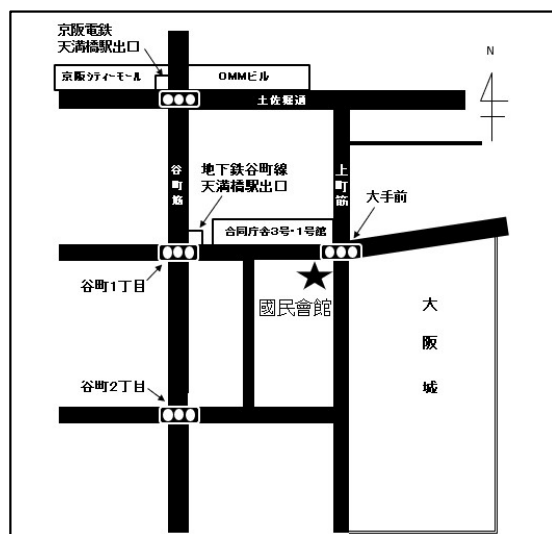 京阪電鉄
天満橋駅出口
N
京阪シティーモール
OMMビル
土佐堀通
谷町筋
地下鉄谷町線
天満橋駅出口
上町筋
大手前
合同庁舎3号・1号館
谷町1丁目
國民會館
大阪城
谷町2丁目